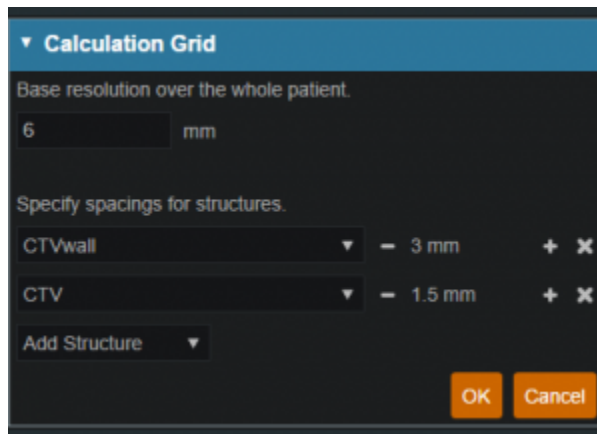 Calculation Grid
Base resolution over the whole patient.
6 mm
Specify spacings for structures.
CTVwall 3 mm
CTV 1.5 mm
Add Structure
OK Cancel